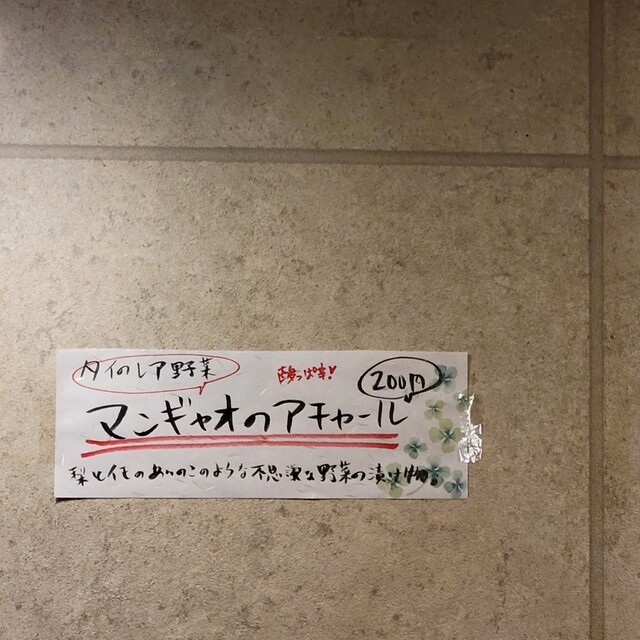 タイのレア野菜
酸っぱ辛!
200円
マンギャオのアチャール
梨とイモのあいのこのような不思議な野菜の漬け物。